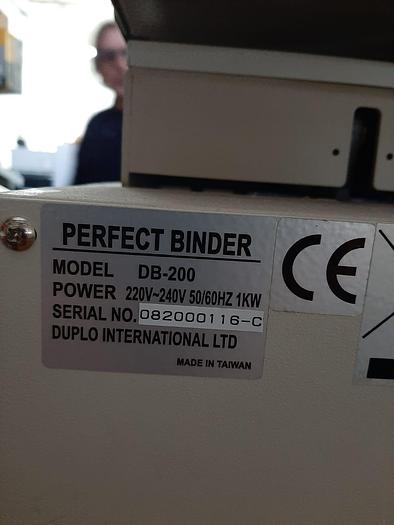 PERFECT BINDER
MODEL DB-200
POWER 220V~240V 50/60HZ 1KW
SERIAL NO. 082000116-C
DUPLO INTERNATIONAL LTD
MADE IN TAIWAN
CE